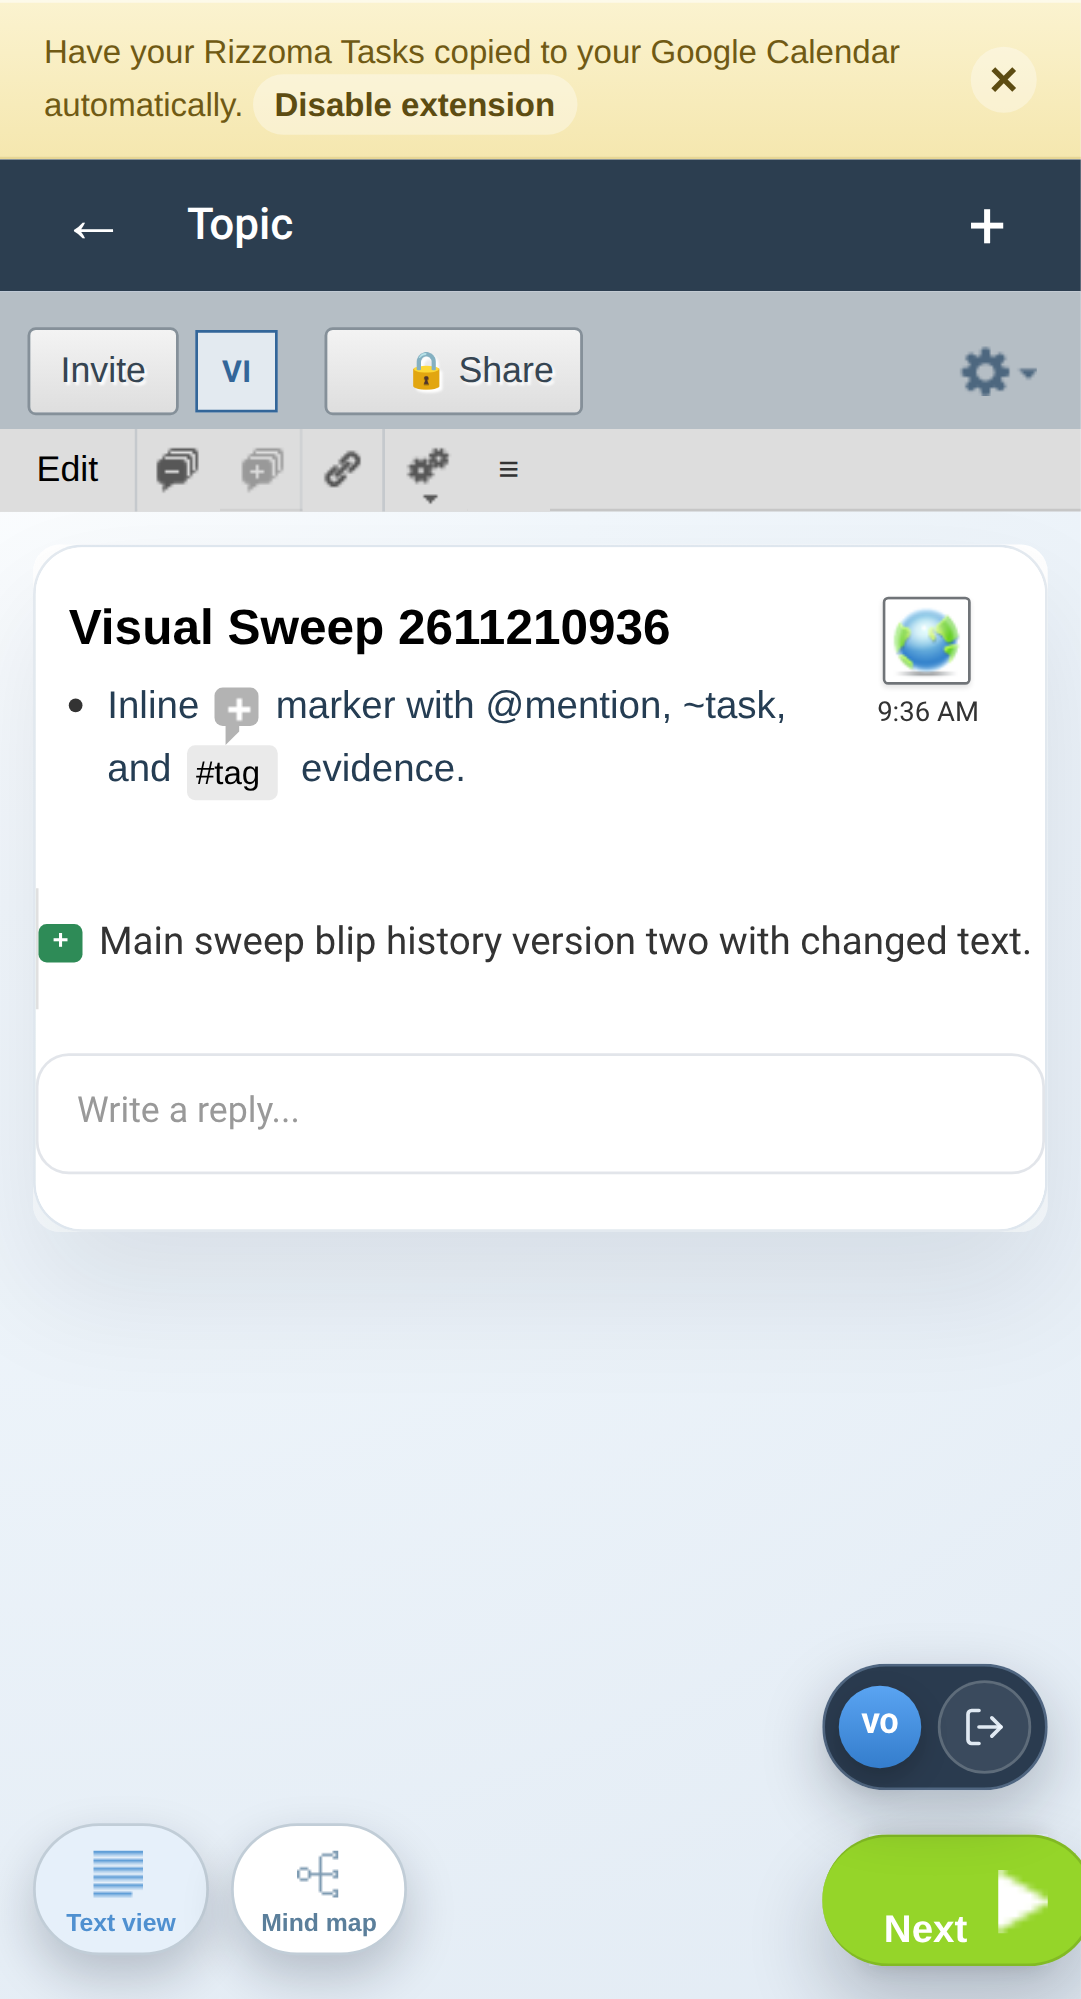 Have your Rizzoma Tasks copied to your Google Calendar
automatically. Disable extension
Topic
Invite VI 🔒 Share
Edit
Visual Sweep 2611210936
• Inline marker with @mention, ~task,
and #tag evidence.
9:36 AM
Main sweep blip history version two with changed text.
Write a reply...
vo
Text view Mind map
Next